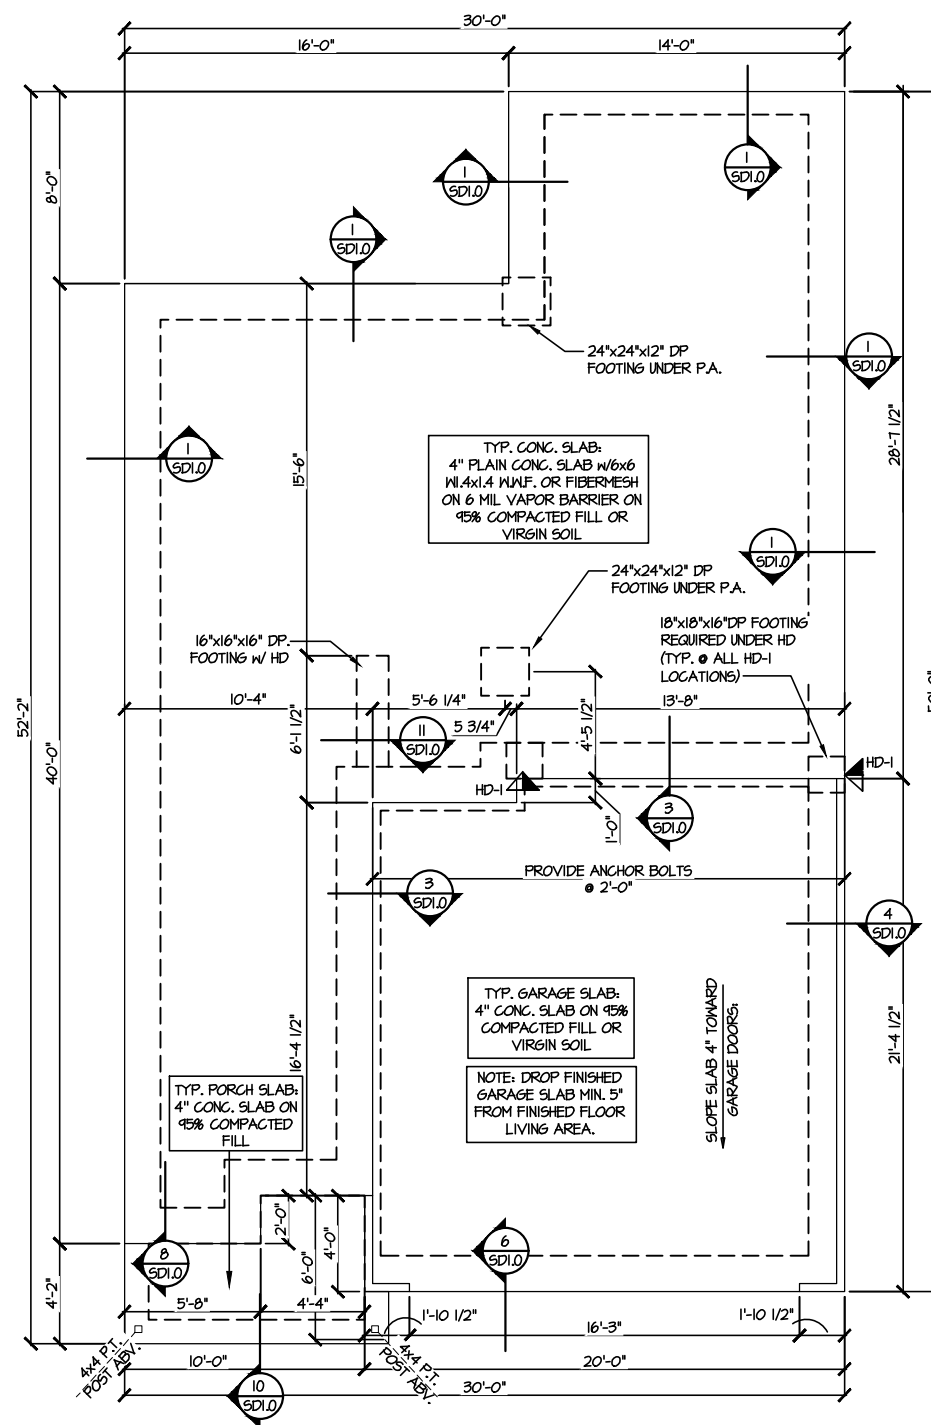 30'-0"
16'-0"
14'-0"
8'-0"
1
SD1.0
1
SD1.0
1
SD1.0
24"x24"x12" DP
FOOTING UNDER P.A.
1
SD1.0
28'-7 1/2"
1
SD1.0
15'-6"
TYP. CONC. SLAB:
4" PLAIN CONC. SLAB W/6x6
W1.4x1.4 W.W.F. OR FIBERMESH
ON 6 MIL VAPOR BARRIER ON
95% COMPACTED FILL OR
VIRGIN SOIL
1
SD1.0
24"x24"x12" DP
FOOTING UNDER P.A.
16"x16"x16" DP.
FOOTING W/ HD
18"x18"x16"DP FOOTING
REQUIRED UNDER HD
(TYP. @ ALL HD-1
LOCATIONS)
10'-4"
5'-6 1/4"
13'-8"
5 3/4"
52'-2"
40'-0"
6'-1 1/2"
4'-5 1/2"
11
SD1.0
HD-1
HD-1
3
SD1.0
1'-0"
PROVIDE ANCHOR BOLTS
@ 2'-0"
3
SD1.0
4
SD1.0
16'-4 1/2"
TYP. GARAGE SLAB:
4" CONC. SLAB ON 95%
COMPACTED FILL OR
VIRGIN SOIL
SLOPE SLAB 4" TOWARD
GARAGE DOORS:
21'-4 1/2"
NOTE: DROP FINISHED
GARAGE SLAB MIN. 5"
FROM FINISHED FLOOR
LIVING AREA.
TYP. PORCH SLAB:
4" CONC. SLAB ON
95% COMPACTED
FILL
2'-0"
6'-0"
4'-0"
8
SD1.0
6
SD1.0
4'-2"
5'-8"
4'-4"
1'-10 1/2"
1'-10 1/2"
16'-3"
4x4 P.T.
POST ABV.
4x4 P.T.
POST ABV.
10'-0"
20'-0"
10
SD1.0
30'-0"